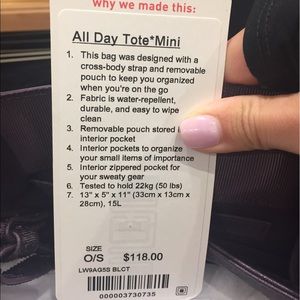 why we made this:
All Day Tote*Mini
1. This bag was designed with a
cross-body strap and removable
pouch to keep you organized
when you're on the go
2. Fabric is water-repellent,
durable, and easy to wipe
clean
3. Removable pouch stored i
interior pocket
4. Interior pockets to organize
your small items of importance
5. Interior zippered pocket for
your sweaty gear
6. Tested to hold 22kg (50 lbs)
7. 13" x 5" x 11" (33cm x 13cm x
28cm), 15L
SIZE
O/S $118.00
LW9AG5S BLCT
000003730735